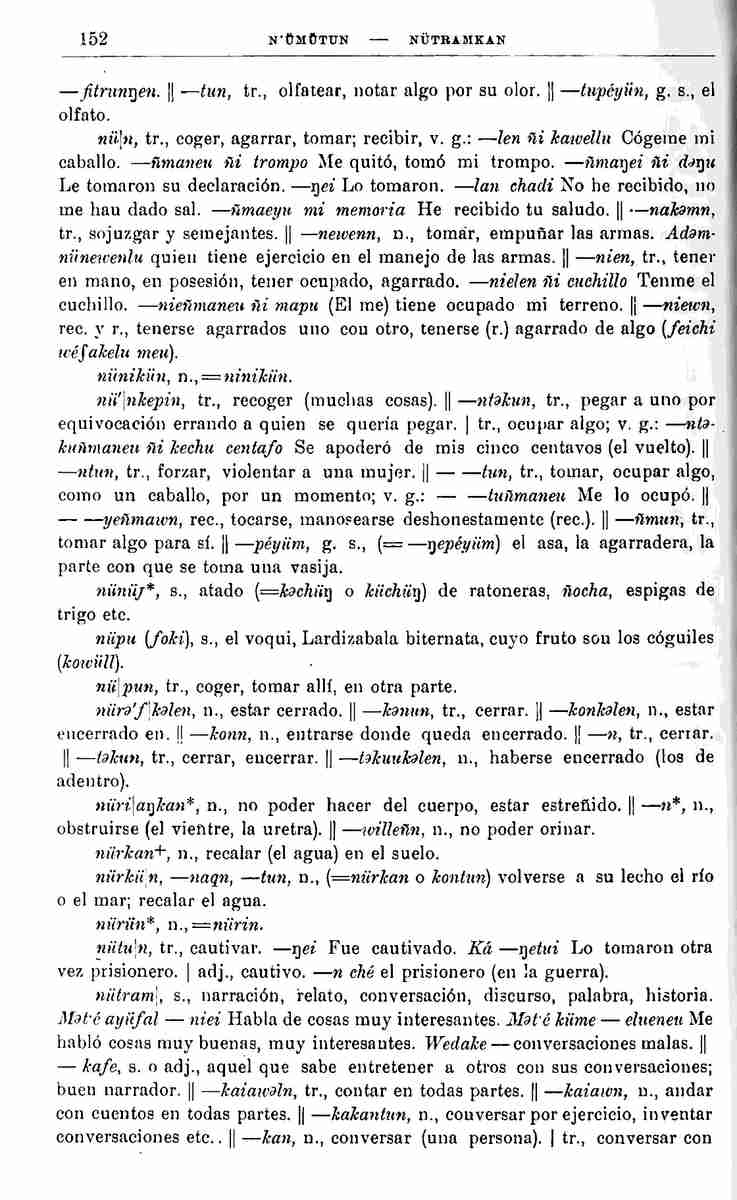 152 N'ÜMÜTUN — NÜTRAMKAN
—fitrunŋen. || —tun, tr., olfatear, notar algo por su olor. || —tupéyün, g. s., el
olfato.
nü|n, tr., coger, agarrar, tomar; recibir, v. g.: —len ñi kawellu Cógeme mi
caballo. —ñmaneu ñi trompo Me quitó, tomó mi trompo. —ñmaŋei ñi dəŋu
Le tomaron su declaración. —ŋei Lo tomaron. —lan chadi No he recibido, no
me hau dado sal. —ñmaeyu mi memoria He recibido tu saludo. || —nakəmn,
tr., sojuzgar y semejantes. || —newenn, n., tomar, empuñar las armas. Adəm-
nünewenlu quien tiene ejercicio en el manejo de las armas. || —nien, tr., tener
en mano, en posesión, tener ocupado, agarrado. —nielen ñi cuchillo Tenme el
cuchillo. —nieñmaneu ñi mapu (El me) tiene ocupado mi terreno. || —niewn,
rec. y r., tenerse agarrados uno con otro, tenerse (r.) agarrado de algo (feichi
wéʃakelu meu).
nünikün, n.,=ninikün.
nü'|nkepin, tr., recoger (muchas cosas). || —ntəkun, tr., pegar a uno por
equivocación errando a quien se quería pegar. | tr., ocupar algo; v. g.: —ntə-
kuñmaneu ñi kechu centafo Se apoderó de mis cinco centavos (el vuelto). ||
—ntun, tr., forzar, violentar a una mujer. || — —tun, tr., tomar, ocupar algo,
como un caballo, por un momento; v. g.: — —tuñmaneu Me lo ocupó. ||
— —yeñmawn, rec., tocarse, manosearse deshonestamente (rec.). || —ñmun, tr.,
tomar algo para sí. || —péyüm, g. s., (= —ŋepéyüm) el asa, la agarradera, la
parte con que se toma una vasija.
nünüʃ*, s., atado (=kəchüŋ o küchüŋ) de ratoneras, ñocha, espigas de
trigo etc.
nüpu (foki), s., el voqui, Lardizabala biternata, cuyo fruto son los cóguiles
(kowüll).
nü|pun, tr., coger, tomar allí, en otra parte.
nürə'f|kəlen, n., estar cerrado. || —kənun, tr., cerrar. || —konkəlen, n., estar
encerrado en. || —konn, n., entrarse donde queda encerrado. || —n, tr., cerrar.
|| —təkun, tr., cerrar, encerrar. || —təkuukəlen, n., haberse encerrado (los de
adentro).
nüri|aŋkan*, n., no poder hacer del cuerpo, estar estreñido. || —n*, n.,
obstruirse (el vientre, la uretra). || —willeñn, n., no poder orinar.
nürkan+, n., recalar (el agua) en el suelo.
nürkü|n, —naqn, —tun, n., (=nürkan o kontun) volverse a su lecho el río
o el mar; recalar el agua.
nürün*, n.,=nürin.
nütu|n, tr., cautivar. —ŋei Fue cautivado. Ká —ŋetui Lo tomaron otra
vez prisionero. | adj., cautivo. —n ché el prisionero (en la guerra).
nütram|, s., narración, relato, conversación, discurso, palabra, historia.
Mət·é ayüfal — niei Habla de cosas muy interesantes. Mət·é küme — elueneu Me
habló cosas muy buenas, muy interesantes. Wedake — conversaciones malas. ||
— kafe, s. o adj., aquel que sabe entretener a otros con sus conversaciones;
buen narrador. || —kaiawəln, tr., contar en todas partes. || —kaiawn, n., andar
con cuentos en todas partes. || —kakantun, n., conversar por ejercicio, inventar
conversaciones etc.. || —kan, n., conversar (una persona). | tr., conversar con